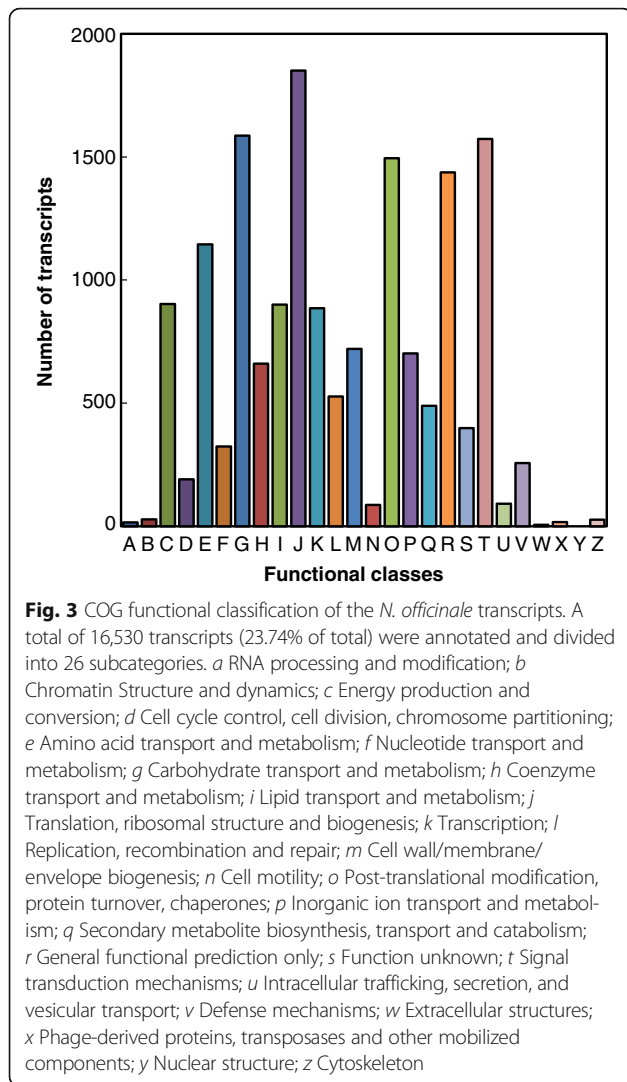 2000
1500
1000
500
0
Number of transcripts
A B C D E F G H I J K L M N O P Q R S T U V W X Y Z
Functional classes
Fig. 3 COG functional classification of the N. officinale transcripts. A
total of 16,530 transcripts (23.74% of total) were annotated and divided
into 26 subcategories. a RNA processing and modification; b
Chromatin Structure and dynamics; c Energy production and
conversion; d Cell cycle control, cell division, chromosome partitioning;
e Amino acid transport and metabolism; f Nucleotide transport and
metabolism; g Carbohydrate transport and metabolism; h Coenzyme
transport and metabolism; i Lipid transport and metabolism; j
Translation, ribosomal structure and biogenesis; k Transcription; l
Replication, recombination and repair; m Cell wall/membrane/
envelope biogenesis; n Cell motility; o Post-translational modification,
protein turnover, chaperones; p Inorganic ion transport and metabol-
ism; q Secondary metabolite biosynthesis, transport and catabolism;
r General functional prediction only; s Function unknown; t Signal
transduction mechanisms; u Intracellular trafficking, secretion, and
vesicular transport; v Defense mechanisms; w Extracellular structures;
x Phage-derived proteins, transposases and other mobilized
components; y Nuclear structure; z Cytoskeleton